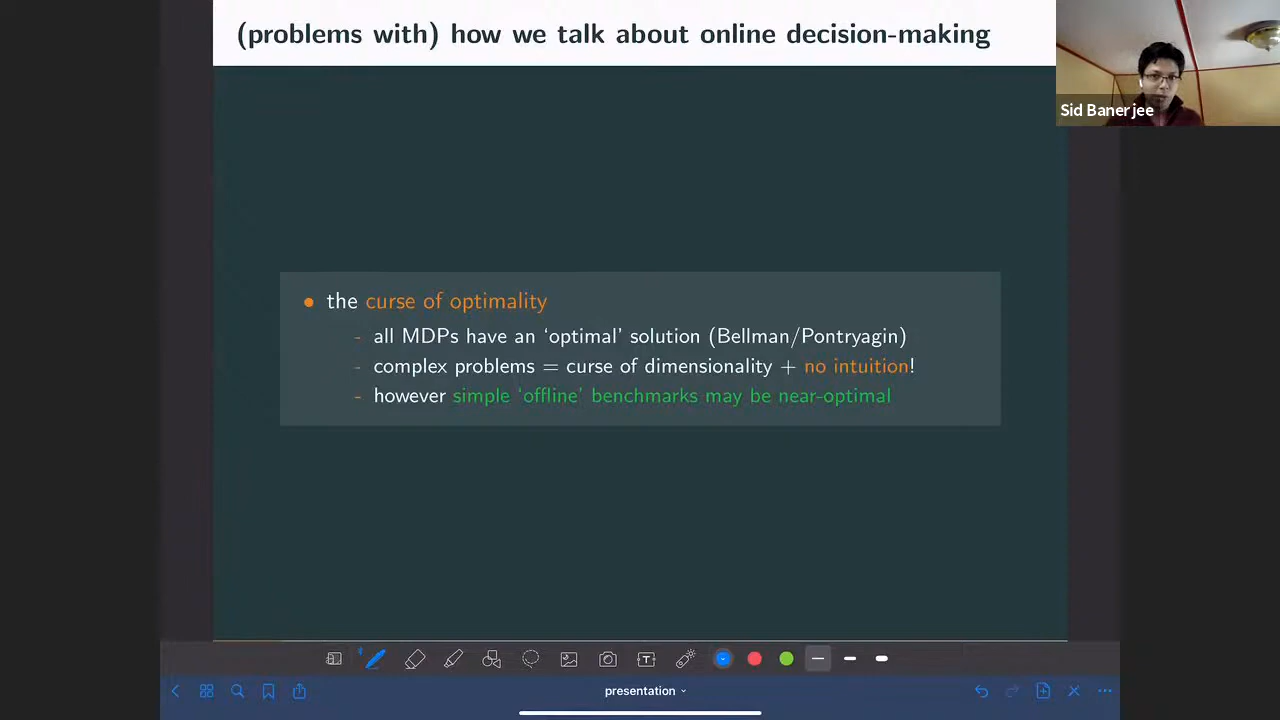 (problems with) how we talk about online decision-making
Sid Banerjee
• the curse of optimality
- all MDPs have an ‘optimal’ solution (Bellman/Pontryagin)
- complex problems = curse of dimensionality + no intuition!
- however simple ‘offline’ benchmarks may be near-optimal
T
presentation